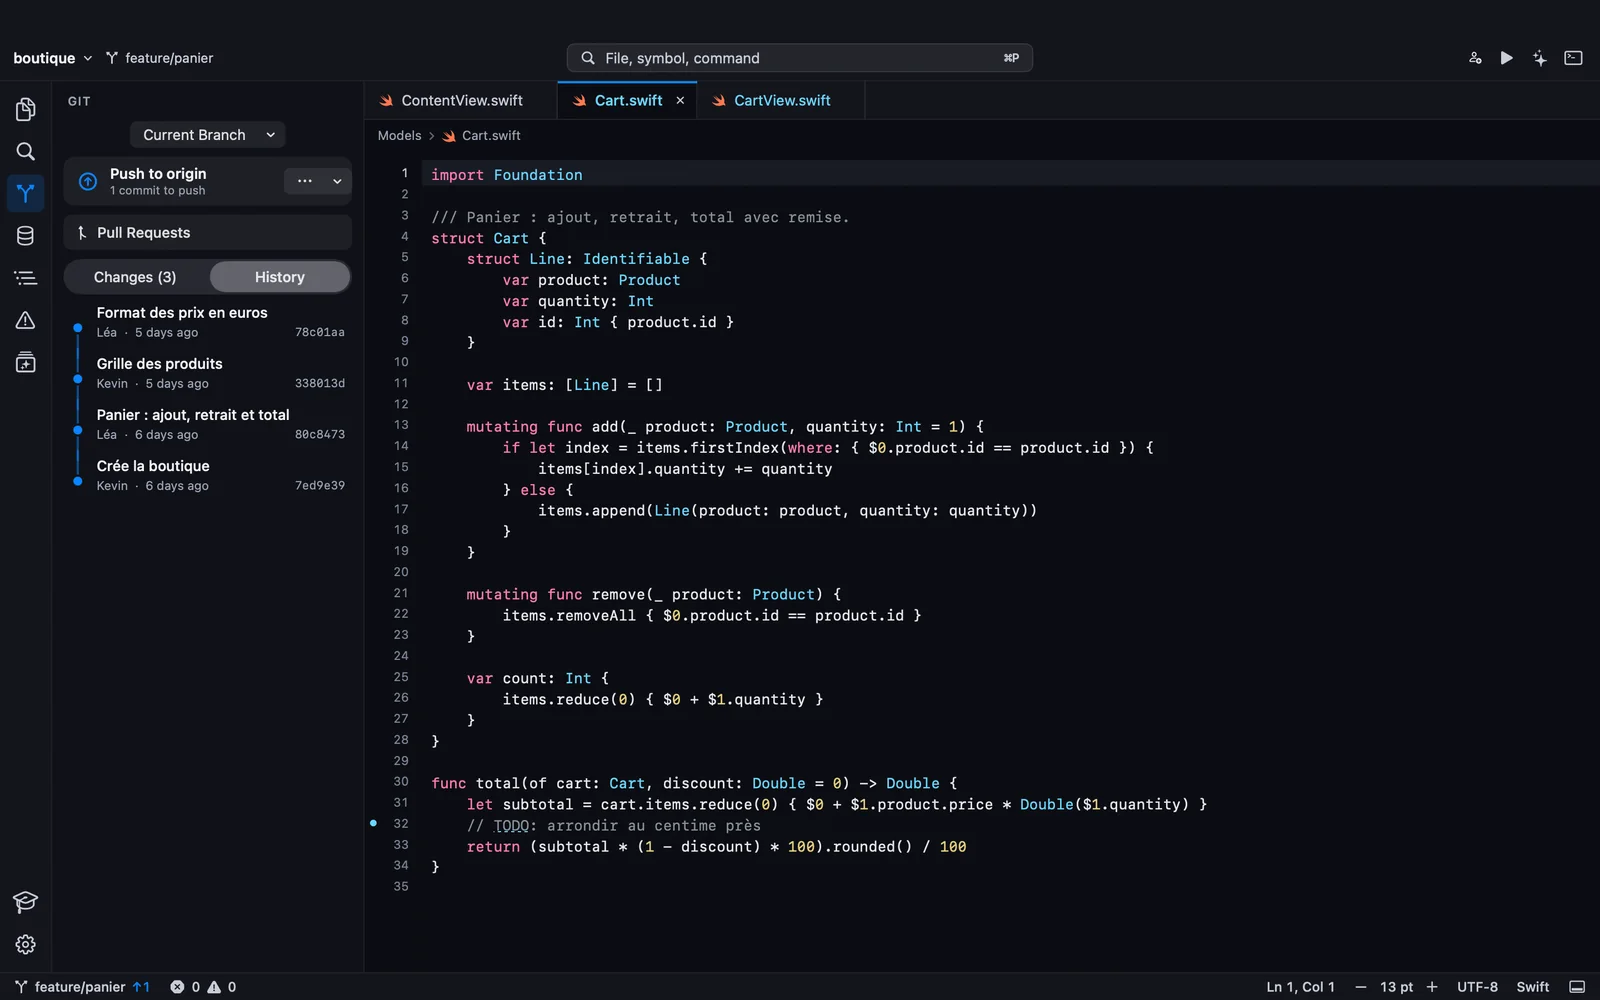 boutique feature/panier
File, symbol, command ⌘P
GIT
Current Branch
Push to origin
1 commit to push
...
Pull Requests
Changes (3) History
Format des prix en euros
Léa · 5 days ago 78c01aa
Grille des produits
Kevin · 5 days ago 338013d
Panier : ajout, retrait et total
Léa · 6 days ago 80c8473
Crée la boutique
Kevin · 6 days ago 7ed9e39
ContentView.swift Cart.swift × CartView.swift
Models > Cart.swift
1 import Foundation
2
3 /// Panier : ajout, retrait, total avec remise.
4 struct Cart {
5     struct Line: Identifiable {
6         var product: Product
7         var quantity: Int
8         var id: Int { product.id }
9     }
10
11     var items: [Line] = []
12
13     mutating func add(_ product: Product, quantity: Int = 1) {
14         if let index = items.firstIndex(where: { $0.product.id == product.id }) {
15             items[index].quantity += quantity
16         } else {
17             items.append(Line(product: product, quantity: quantity))
18         }
19     }
20
21     mutating func remove(_ product: Product) {
22         items.removeAll { $0.product.id == product.id }
23     }
24
25     var count: Int {
26         items.reduce(0) { $0 + $1.quantity }
27     }
28 }
29
30 func total(of cart: Cart, discount: Double = 0) -> Double {
31     let subtotal = cart.items.reduce(0) { $0 + $1.product.price * Double($1.quantity) }
32     // TODO: arrondir au centime près
33     return (subtotal * (1 - discount) * 100).rounded() / 100
34 }
35
feature/panier ↑1 0 0
Ln 1, Col 1 — 13 pt + UTF-8 Swift